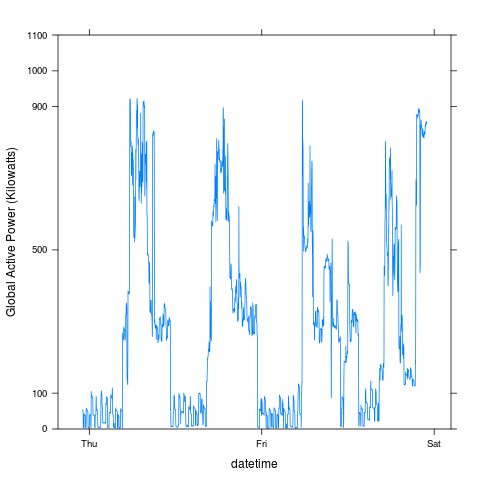 1100
1000
900
500
100
0
Global Active Power (Kilowatts)
Thu
Fri
Sat
datetime